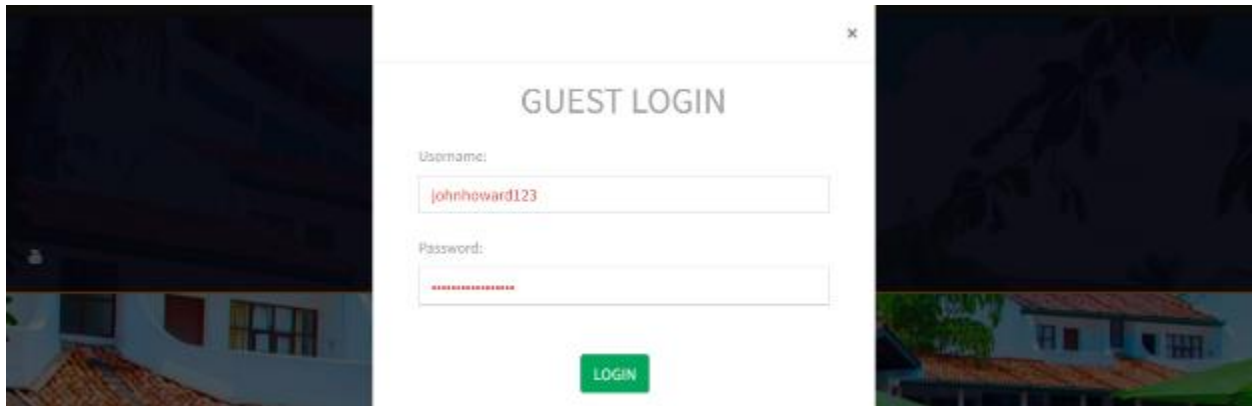 ×
GUEST LOGIN
Username:
johnhoward123
Password:
LOGIN